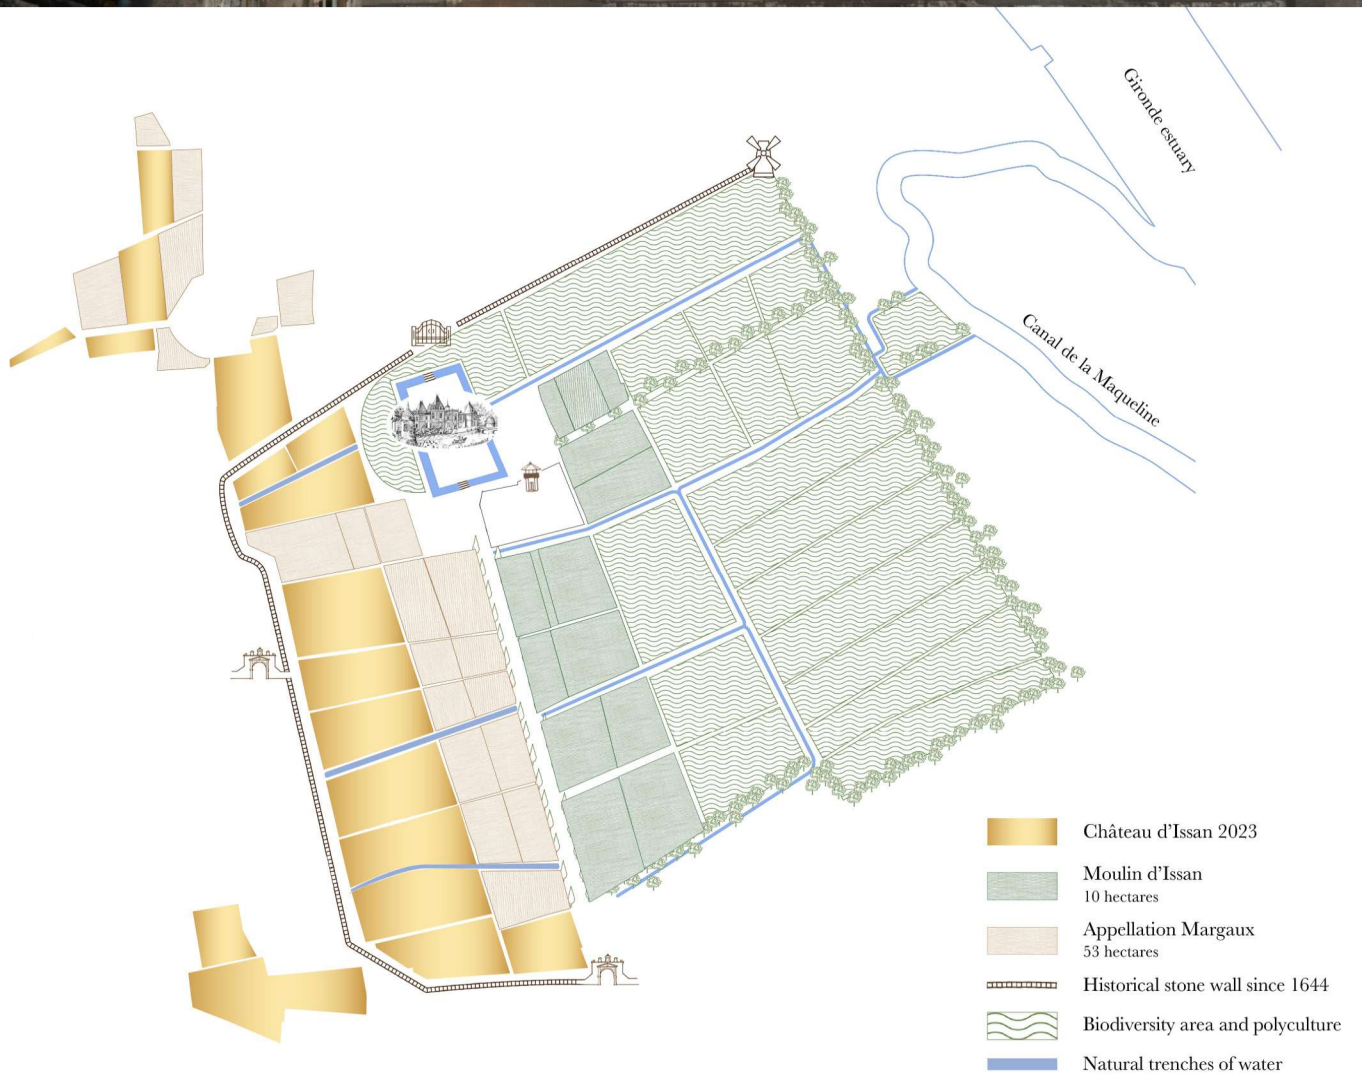 Gironde estuary
Canal de la Maqueline
Château d'Issan 2023
Moulin d'Issan
10 hectares
Appellation Margaux
53 hectares
Historical stone wall since 1644
Biodiversity area and polyculture
Natural trenches of water